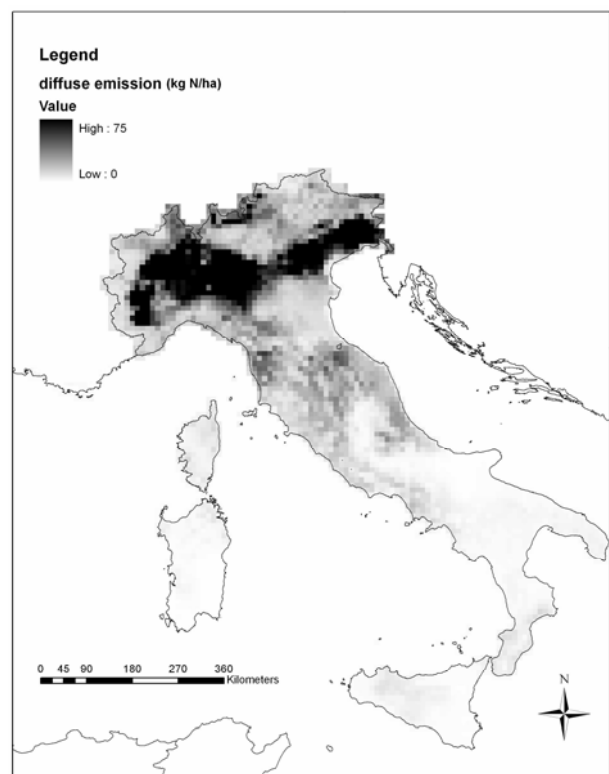 Legend
diffuse emission (kg N/ha)
Value
High : 75
Low : 0
0 45 90 180 270 360
Kilometers
N